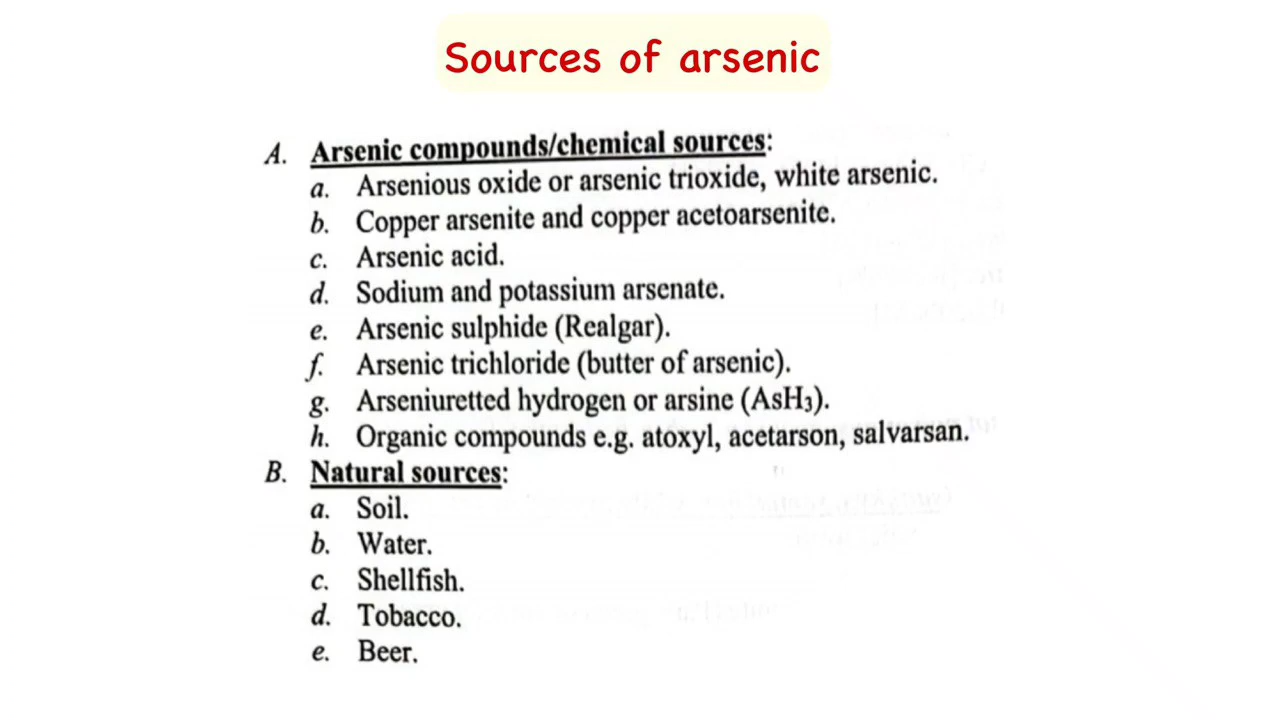 Sources of arsenic
A. Arsenic compounds/chemical sources:
a. Arsenious oxide or arsenic trioxide, white arsenic.
b. Copper arsenite and copper acetoarsenite.
c. Arsenic acid.
d. Sodium and potassium arsenate.
e. Arsenic sulphide (Realgar).
f. Arsenic trichloride (butter of arsenic).
g. Arseniuretted hydrogen or arsine (AsH₃).
h. Organic compounds e.g. atoxyl, acetarson, salvarsan.
B. Natural sources:
a. Soil.
b. Water.
c. Shellfish.
d. Tobacco.
e. Beer.